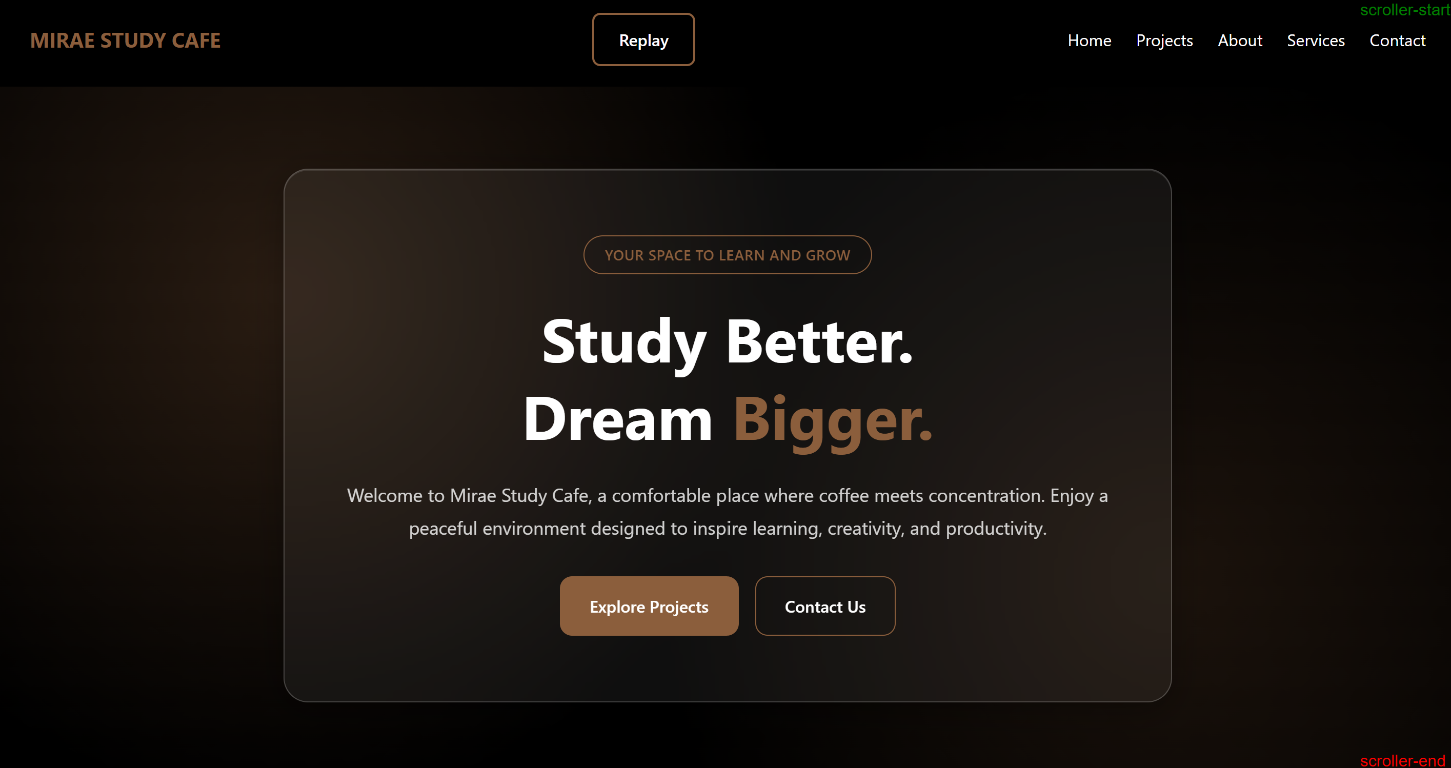 scroller-start
MIRAE STUDY CAFE
Replay
Home
Projects
About
Services
Contact
YOUR SPACE TO LEARN AND GROW
Study Better.
Dream Bigger.
Welcome to Mirae Study Cafe, a comfortable place where coffee meets concentration. Enjoy a
peaceful environment designed to inspire learning, creativity, and productivity.
Explore Projects
Contact Us
scroller-end